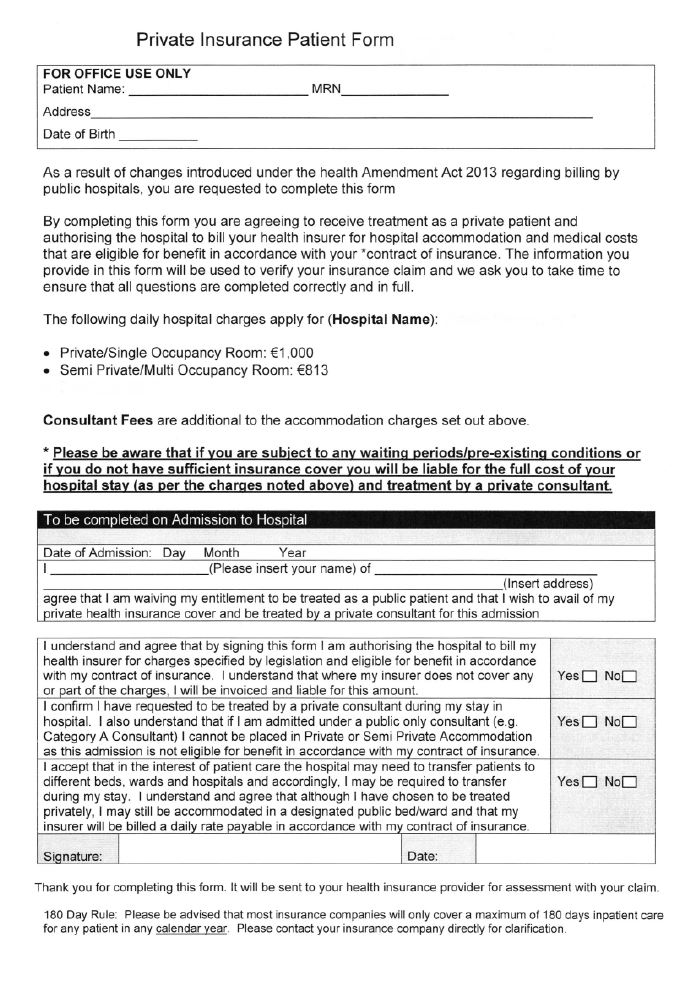 Private Insurance Patient Form
FOR OFFICE USE ONLY
Patient Name: ______________________ MRN______________
Address______________________________________________
Date of Birth __________
As a result of changes introduced under the health Amendment Act 2013 regarding billing by
public hospitals, you are requested to complete this form
By completing this form you are agreeing to receive treatment as a private patient and
authorising the hospital to bill your health insurer for hospital accommodation and medical costs
that are eligible for benefit in accordance with your *contract of insurance. The information you
provide in this form will be used to verify your insurance claim and we ask you to take time to
ensure that all questions are completed correctly and in full.
The following daily hospital charges apply for (Hospital Name):
• Private/Single Occupancy Room: €1,000
• Semi Private/Multi Occupancy Room: €813
Consultant Fees are additional to the accommodation charges set out above.
* Please be aware that if you are subject to any waiting periods/pre-existing conditions or
if you do not have sufficient insurance cover you will be liable for the full cost of your
hospital stay (as per the charges noted above) and treatment by a private consultant.
To be completed on Admission to Hospital
Date of Admission: Day Month Year
I ____________________(Please insert your name) of ____________________________
____________________________________________________________(Insert address)
agree that I am waiving my entitlement to be treated as a public patient and that I wish to avail of my
private health insurance cover and be treated by a private consultant for this admission
I understand and agree that by signing this form I am authorising the hospital to bill my
health insurer for charges specified by legislation and eligible for benefit in accordance
with my contract of insurance. I understand that where my insurer does not cover any Yes☐ No☐
or part of the charges, I will be invoiced and liable for this amount.
I confirm I have requested to be treated by a private consultant during my stay in
hospital. I also understand that if I am admitted under a public only consultant (e.g. Yes☐ No☐
Category A Consultant) I cannot be placed in Private or Semi Private Accommodation
as this admission is not eligible for benefit in accordance with my contract of insurance.
I accept that in the interest of patient care the hospital may need to transfer patients to
different beds, wards and hospitals and accordingly, I may be required to transfer Yes☐ No☐
during my stay. I understand and agree that although I have chosen to be treated
privately, I may still be accommodated in a designated public bed/ward and that my
insurer will be billed a daily rate payable in accordance with my contract of insurance.
Signature: Date:
Thank you for completing this form. It will be sent to your health insurance provider for assessment with your claim.
180 Day Rule: Please be advised that most insurance companies will only cover a maximum of 180 days inpatient care
for any patient in any calendar year. Please contact your insurance company directly for clarification.